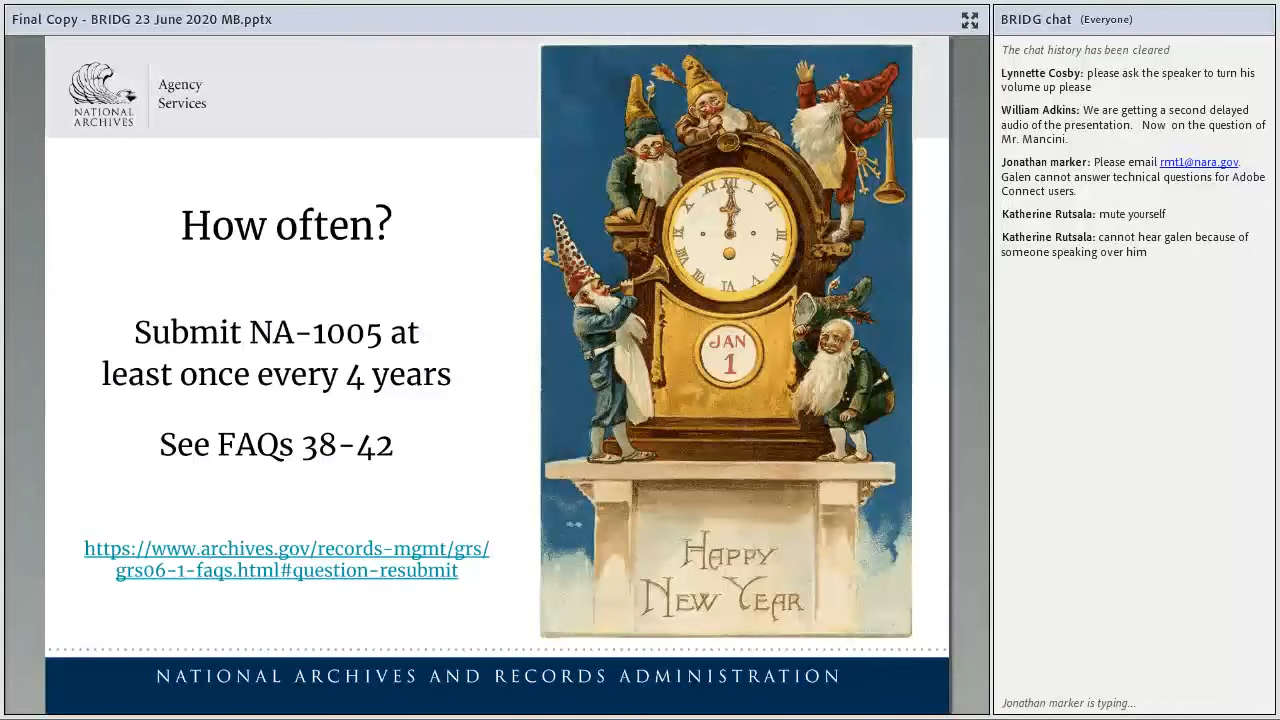 Final Copy - BRIDG 23 June 2020 MB.pptx
NATIONAL
ARCHIVES
Agency
Services
How often?
Submit NA-1005 at
least once every 4 years
See FAQs 38-42
https://www.archives.gov/records-mgmt/grs/
grs06-1-faqs.html#question-resubmit
XII
JAN
1
HAPPY
NEW YEAR
NATIONAL ARCHIVES AND RECORDS ADMINISTRATION
BRIDG chat (Everyone)
The chat history has been cleared
Lynnette Cosby: please ask the speaker to turn his
volume up please
William Adkins: We are getting a second delayed
audio of the presentation. Now on the question of
Mr. Mancini.
Jonathan marker: Please email rmt1@nara.gov.
Galen cannot answer technical questions for Adobe
Connect users.
Katherine Rutsala: mute yourself
Katherine Rutsala: cannot hear galen because of
someone speaking over him
Jonathan marker is typing...